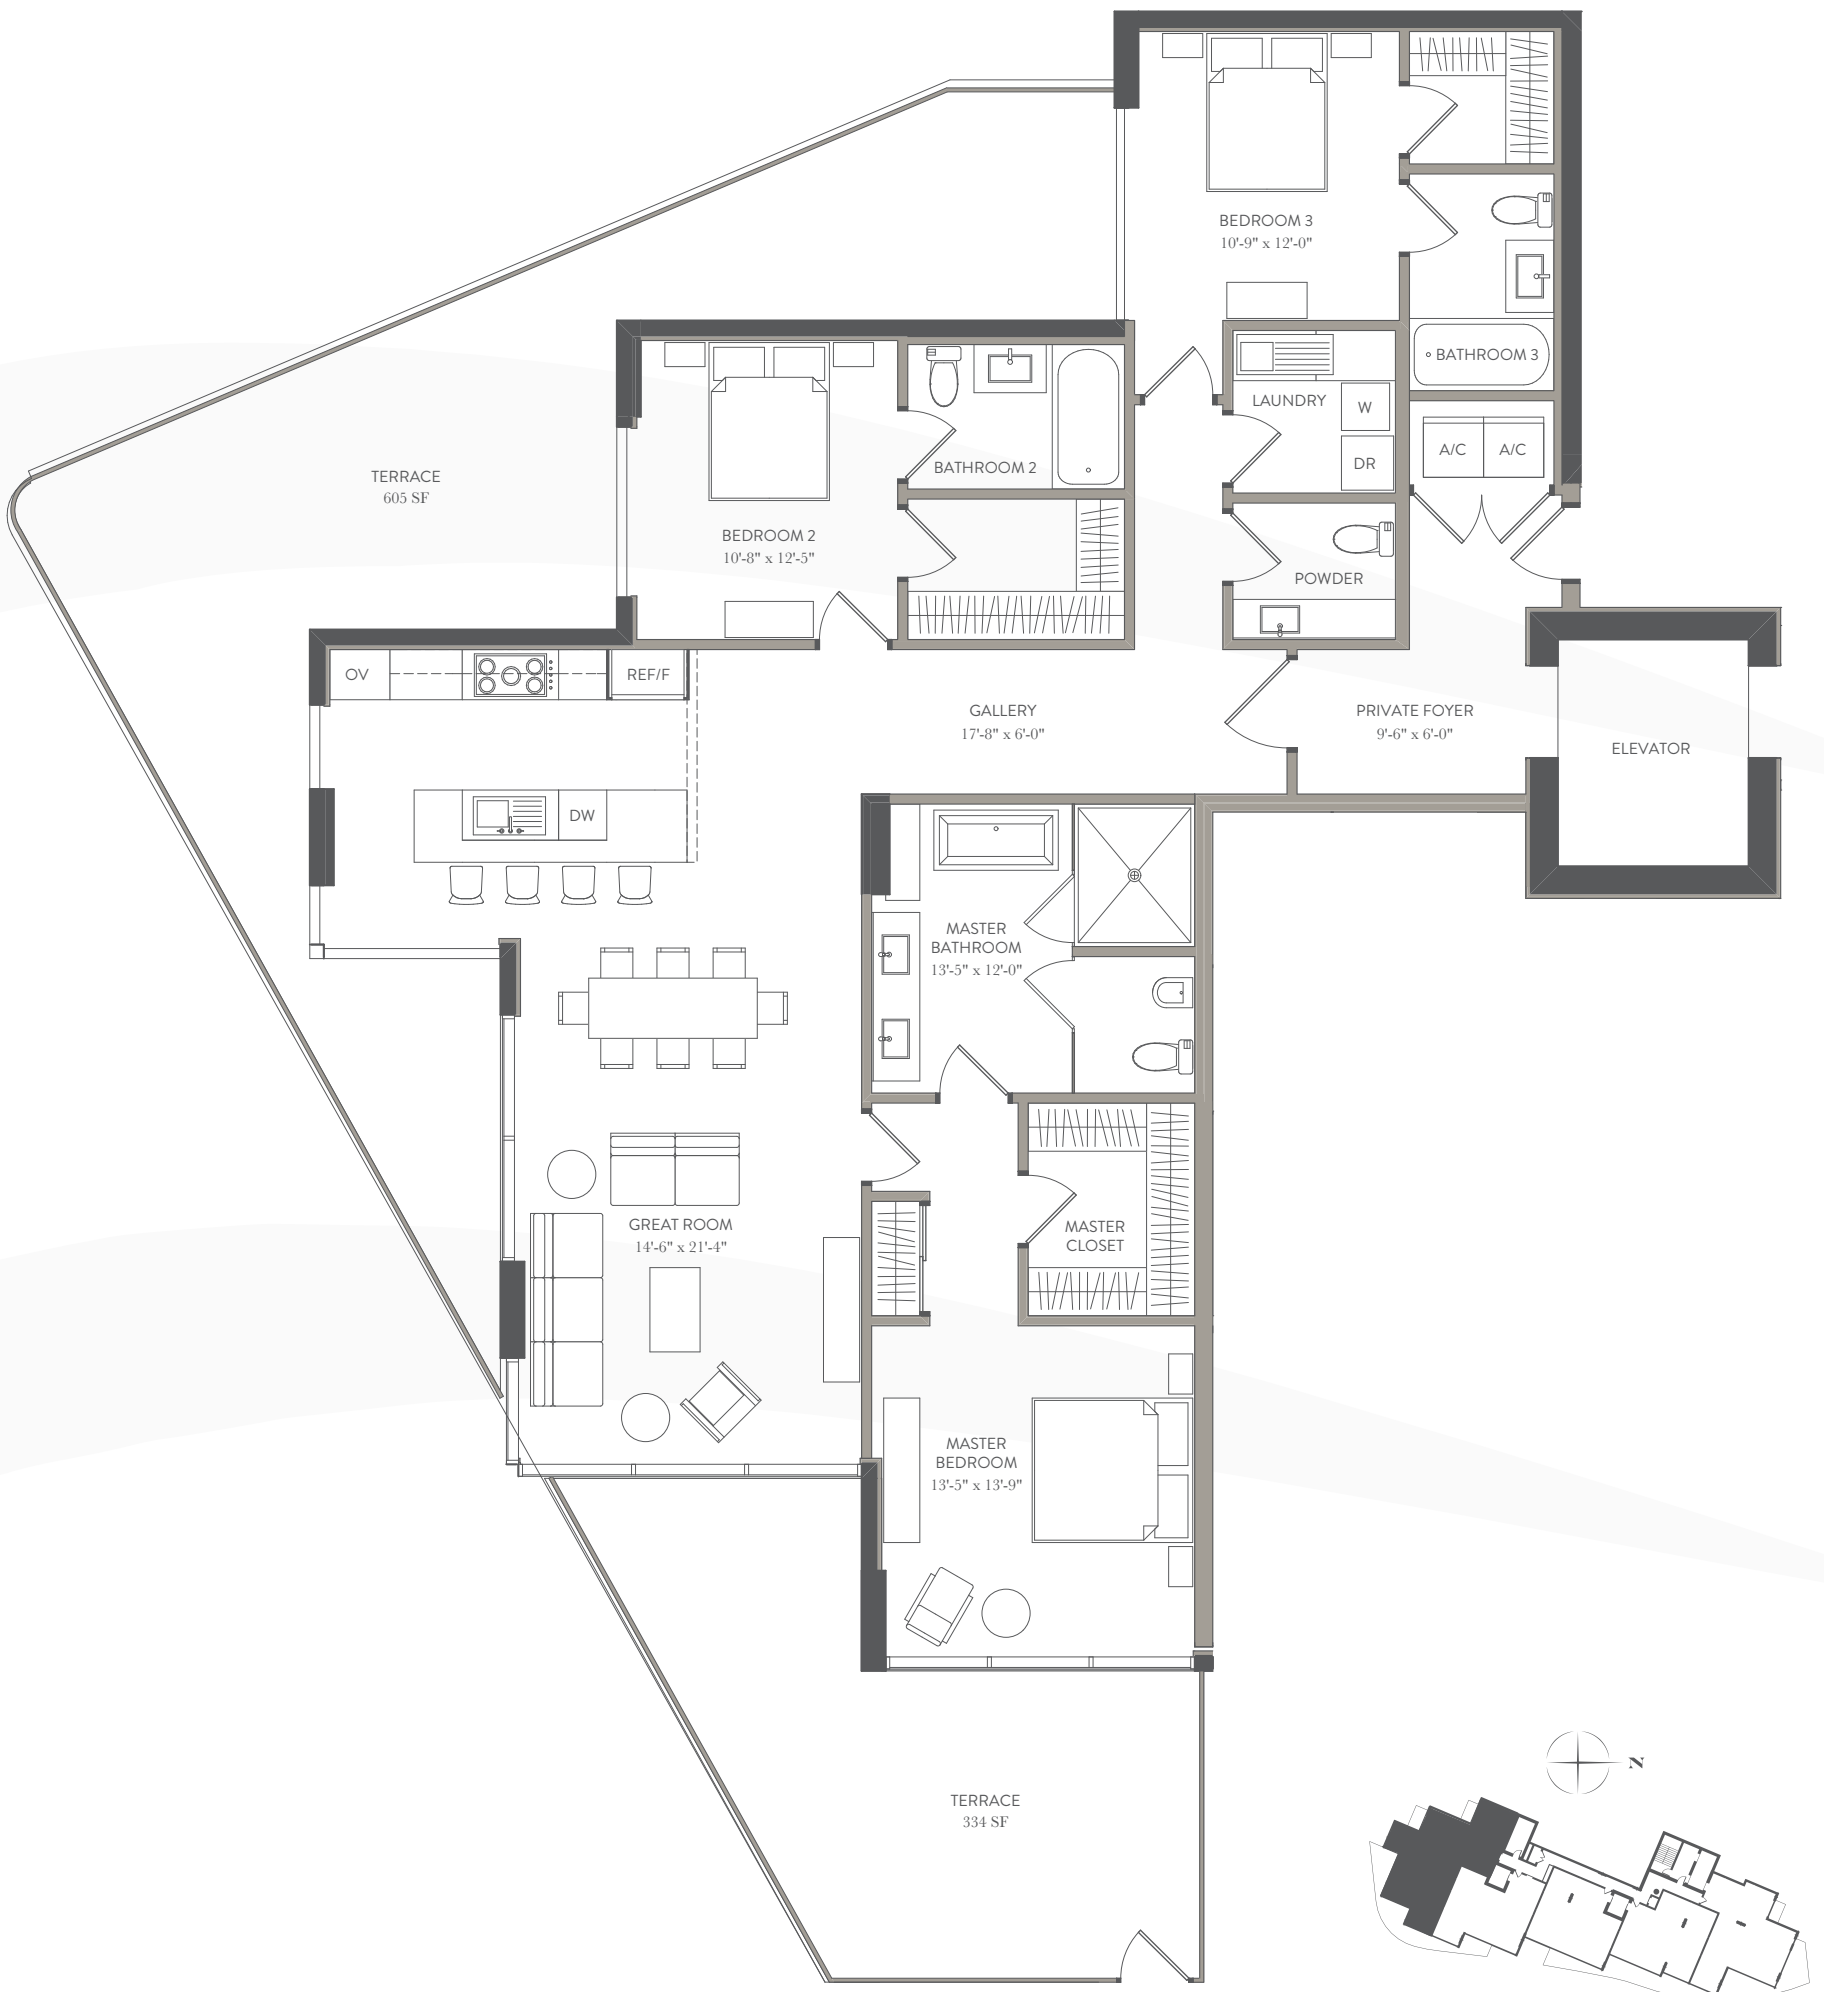 BEDROOM 3
10'-9" x 12'-0"
BATHROOM 3
LAUNDRY
W
DR
A/C
A/C
TERRACE
605 SF
BATHROOM 2
BEDROOM 2
10'-8" x 12'-5"
POWDER
OV
REF/F
GALLERY
17'-8" x 6'-0"
PRIVATE FOYER
9'-6" x 6'-0"
ELEVATOR
DW
MASTER
BATHROOM
13'-5" x 12'-0"
GREAT ROOM
14'-6" x 21'-4"
MASTER
CLOSET
MASTER
BEDROOM
13'-5" x 13'-9"
TERRACE
334 SF
N